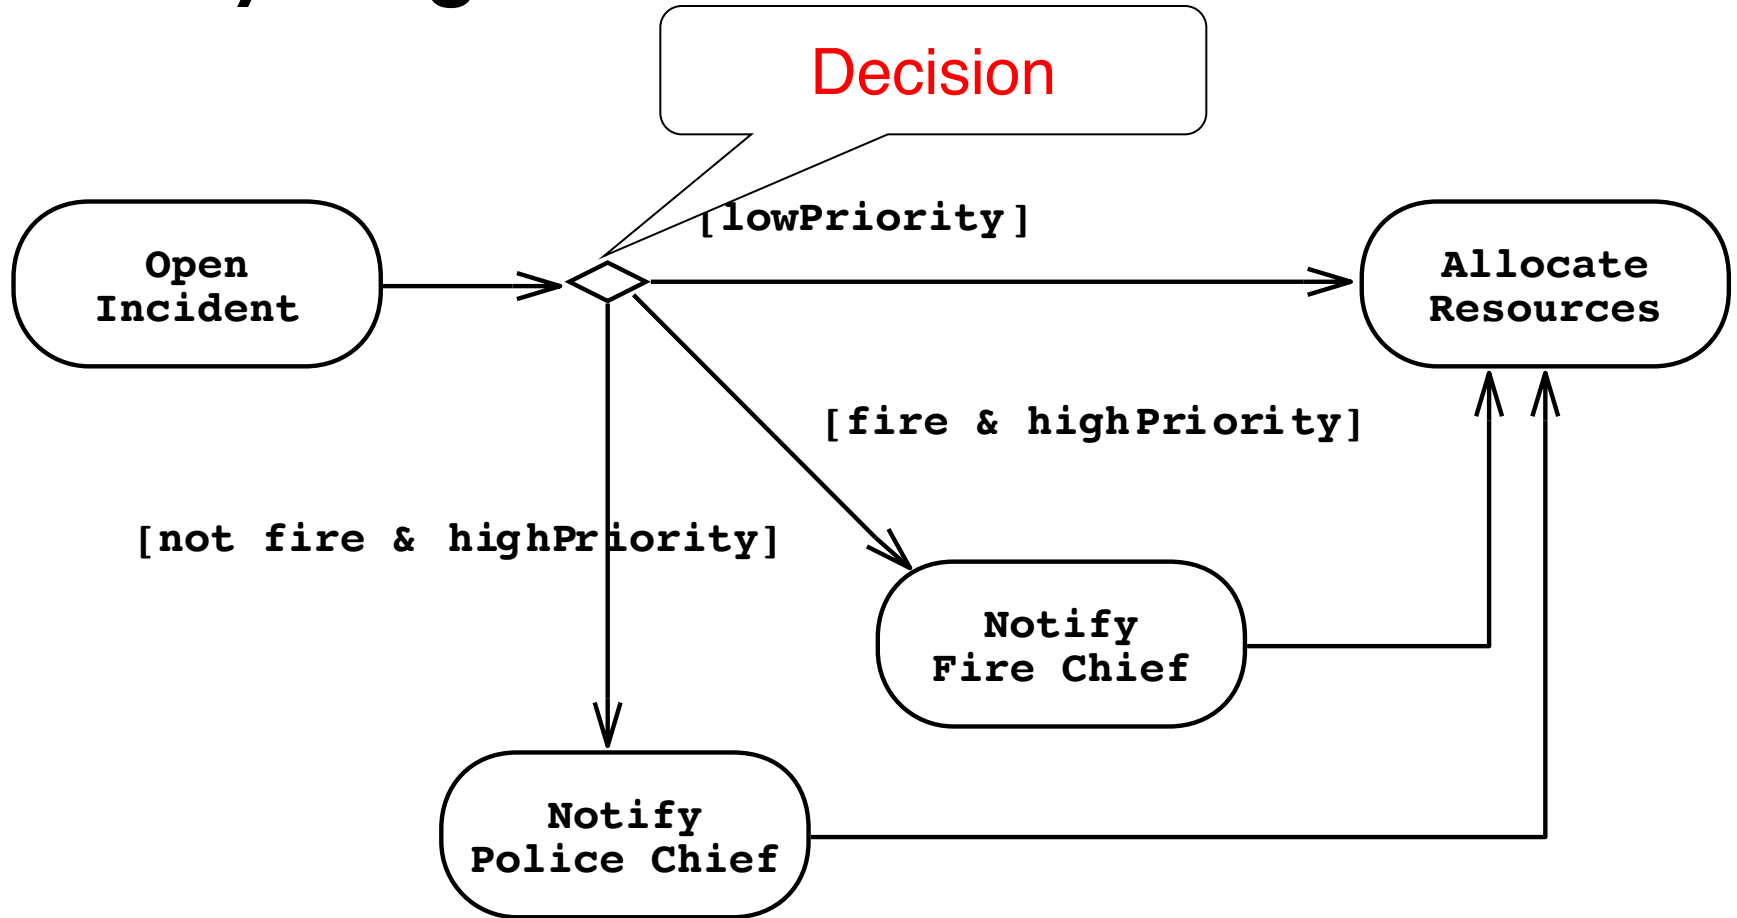 Decision
[lowPriority]
Open
Incident
Allocate
Resources
[fire & highPriority]
[not fire & highPriority]
Notify
Fire Chief
Notify
Police Chief